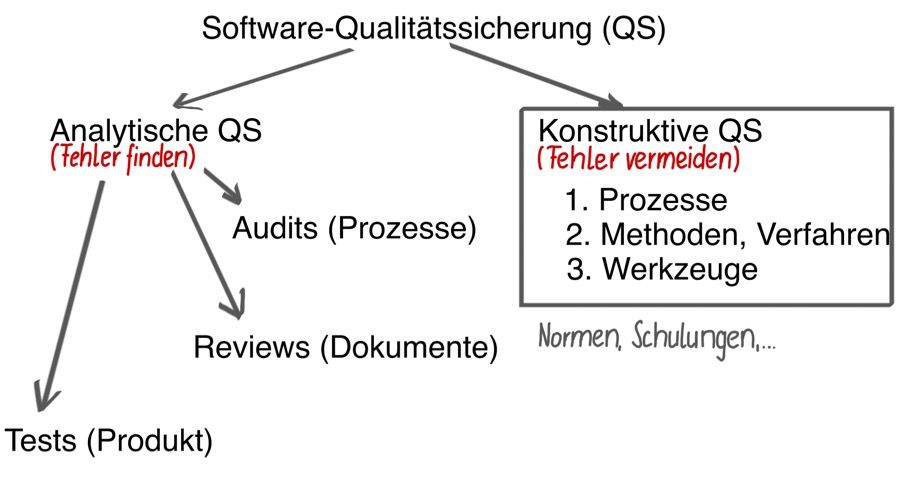 Software-Qualitätssicherung (QS)
Analytische QS
(Fehler finden)
Audits (Prozesse)
Reviews (Dokumente)
Tests (Produkt)
Konstruktive QS
(Fehler vermeiden)
1. Prozesse
2. Methoden, Verfahren
3. Werkzeuge
Normen, Schulungen,...